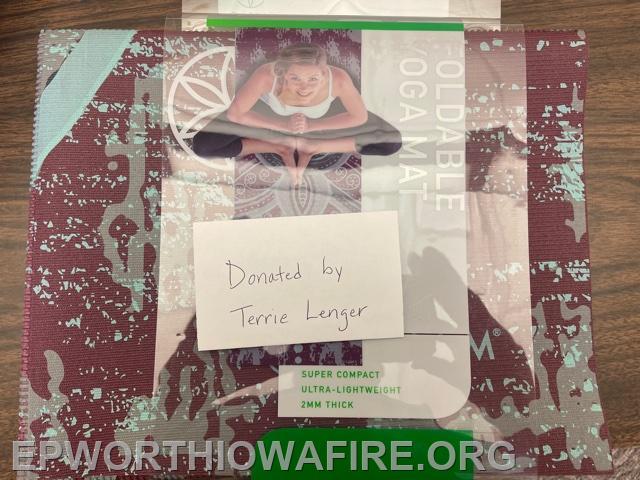 FOLDABLE
YOGA MAT
Donated by
Terrie Lenger
M®
SUPER COMPACT
ULTRA-LIGHTWEIGHT
2MM THICK
EPWORTHIOWAFIRE.ORG